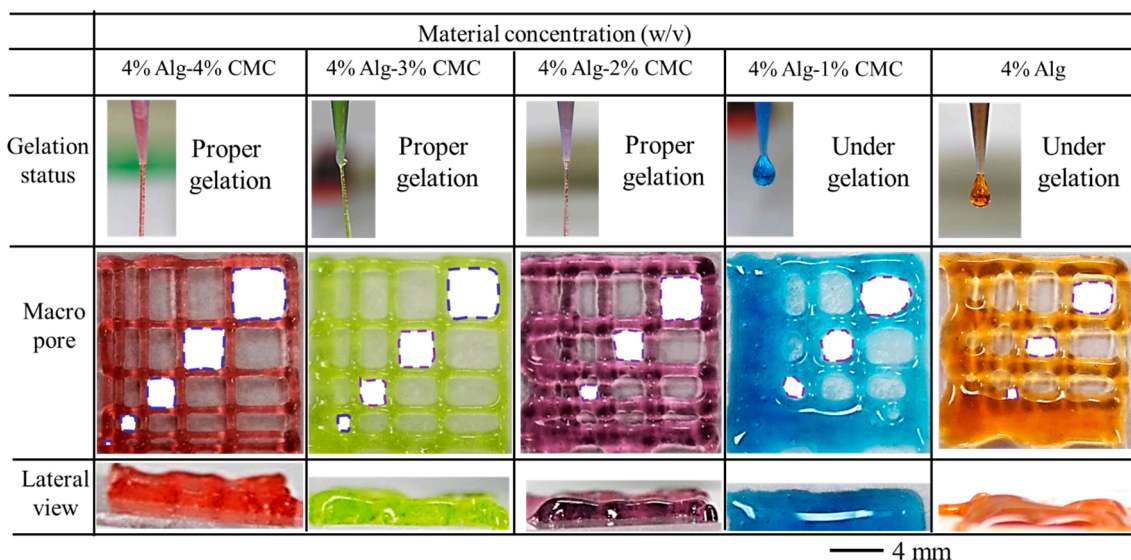 Material concentration (w/v)
4% Alg-4% CMC 4% Alg-3% CMC 4% Alg-2% CMC 4% Alg-1% CMC 4% Alg
Gelation
status
Proper
gelation
Proper
gelation
Proper
gelation
Under
gelation
Under
gelation
Macro
pore
Lateral
view
4 mm